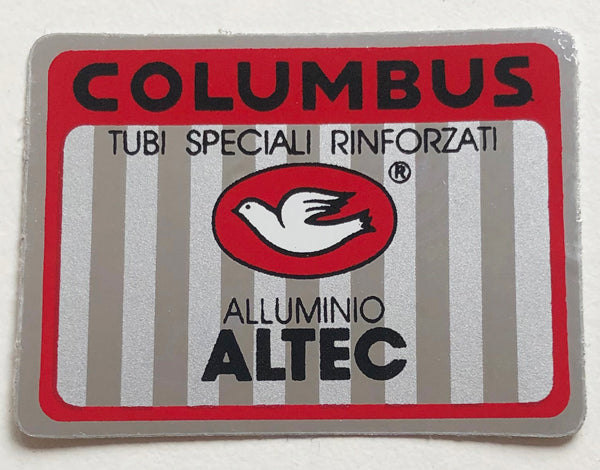 COLUMBUS
TUBI SPECIALI RINFORZATI
®
ALLUMINIO
ALTEC